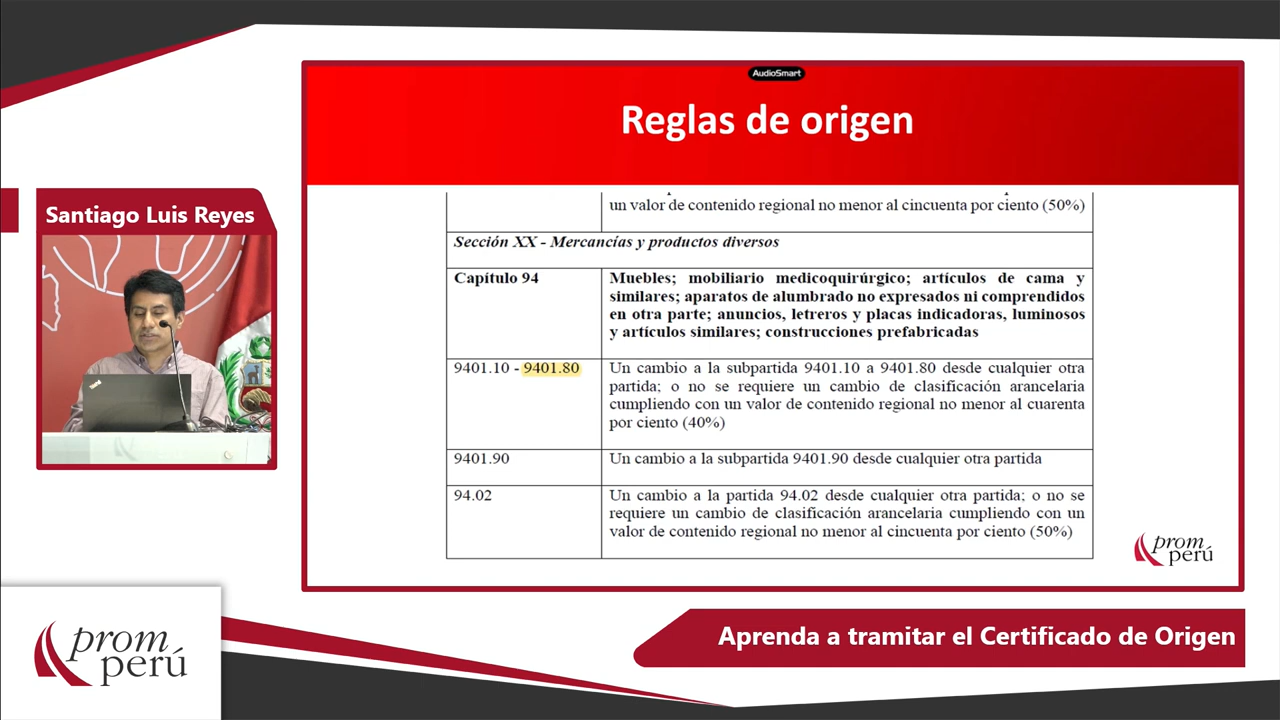 AudioSmart
Reglas de origen
Santiago Luis Reyes
un valor de contenido regional no menor al cincuenta por ciento (50%)
Sección XX - Mercancías y productos diversos
Capítulo 94
Muebles; mobiliario medicoquirúrgico; artículos de cama y
similares; aparatos de alumbrado no expresados ni comprendidos
en otra parte; anuncios, letreros y placas indicadoras, luminosos
y artículos similares; construcciones prefabricadas
9401.10 - 9401.80
Un cambio a la subpartida 9401.10 a 9401.80 desde cualquier otra
partida; o no se requiere un cambio de clasificación arancelaria
cumpliendo con un valor de contenido regional no menor al cuarenta
por ciento (40%)
9401.90
Un cambio a la subpartida 9401.90 desde cualquier otra partida
94.02
Un cambio a la partida 94.02 desde cualquier otra partida; o no se
requiere un cambio de clasificación arancelaria cumpliendo con un
valor de contenido regional no menor al cincuenta por ciento (50%)
prom
perú
Aprenda a tramitar el Certificado de Origen
prom
perú